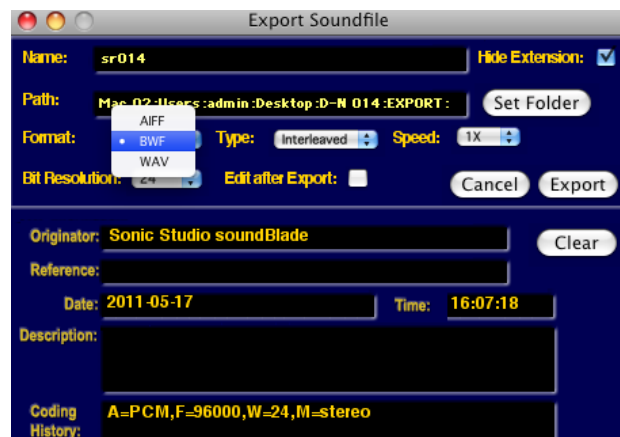 Export Soundfile
Name: sr014 Hide Extension:
Path: Mac 02:Users:admin:Desktop:D-N 014:EXPORT: Set Folder
AIFF
Format: • BWF Type: Interleaved Speed: 1X
WAV
Bit Resolution: 24 Edit after Export:
Cancel Export
Originator: Sonic Studio soundBlade Clear
Reference:
Date: 2011-05-17 Time: 16:07:18
Description:
Coding A=PCM,F=96000,W=24,M=stereo
History: